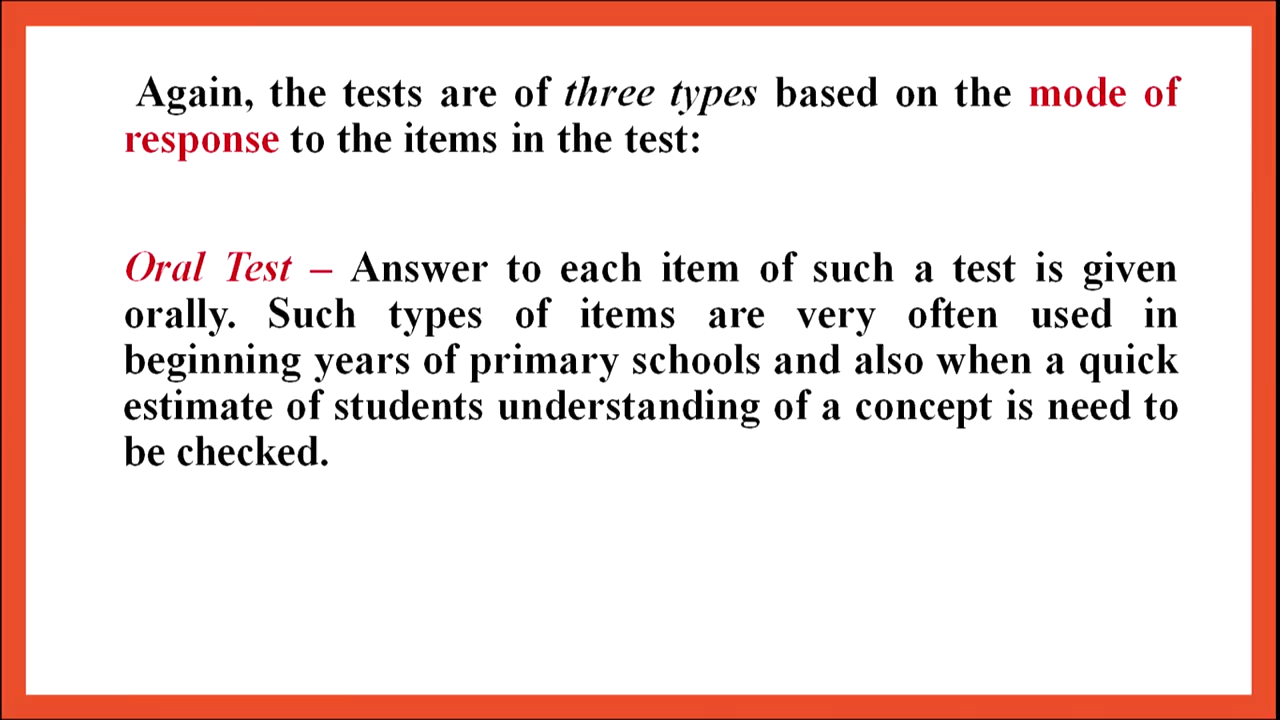 Again, the tests are of three types based on the mode of
response to the items in the test:
Oral Test – Answer to each item of such a test is given
orally. Such types of items are very often used in
beginning years of primary schools and also when a quick
estimate of students understanding of a concept is need to
be checked.